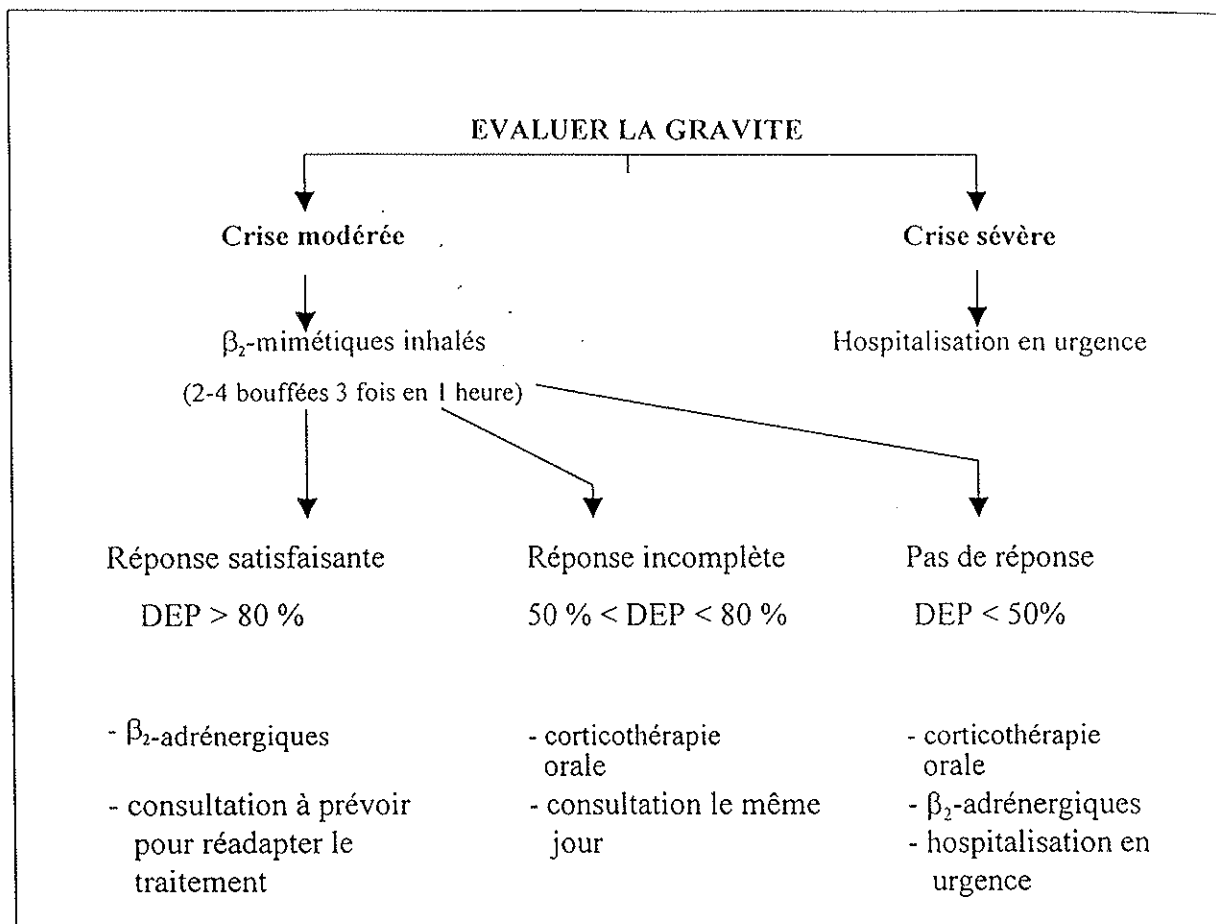 EVALUER LA GRAVITE
Crise modérée
Crise sévère
β₂-mimétiques inhalés
Hospitalisation en urgence
(2-4 bouffées 3 fois en 1 heure)
Réponse satisfaisante
DEP > 80 %
Réponse incomplète
50 % < DEP < 80 %
Pas de réponse
DEP < 50%
- β₂-adrénergiques
- consultation à prévoir
pour réadapter le
traitement
- corticothérapie
orale
- consultation le même
jour
- corticothérapie
orale
- β₂-adrénergiques
- hospitalisation en
urgence